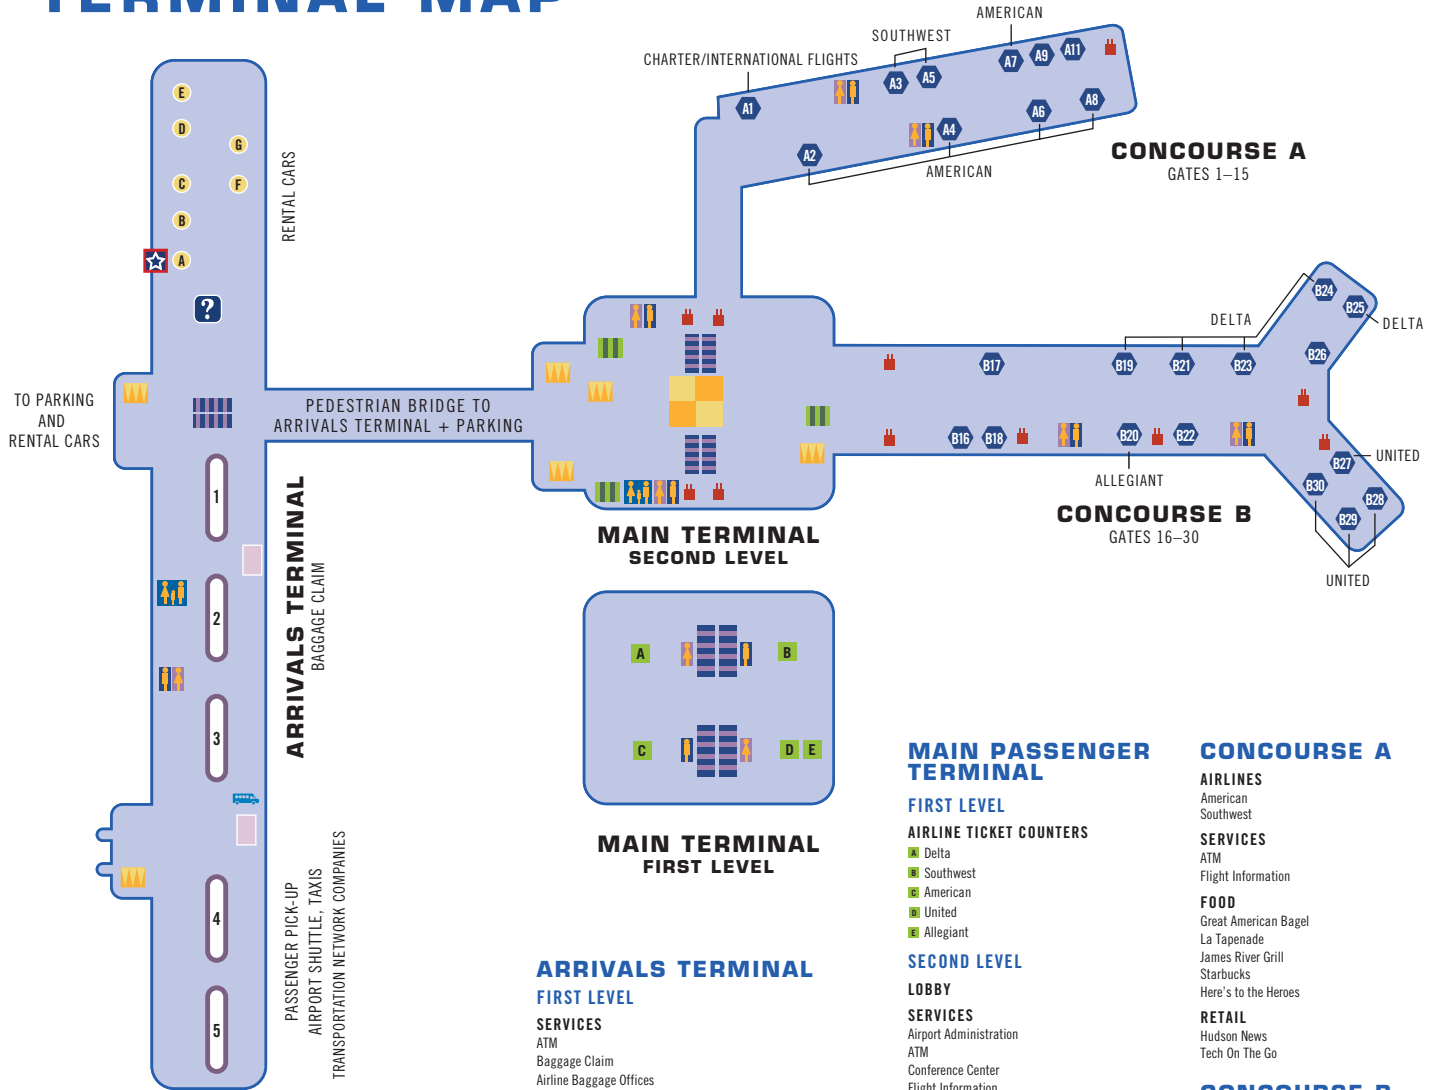 TERMINAL MAP
AMERICAN
SOUTHWEST
CHARTER/INTERNATIONAL FLIGHTS
A1
A3
A5
A7
A9
A11
A2
A4
A6
A8
AMERICAN
CONCOURSE A
GATES 1–15
E
D
G
C
F
B
A
?
RENTAL CARS
TO PARKING
AND
RENTAL CARS
PEDESTRIAN BRIDGE TO
ARRIVALS TERMINAL + PARKING
DELTA
B24
B25
DELTA
B17
B19
B21
B23
B26
B16
B18
B20
B22
B27
UNITED
B30
B28
B29
UNITED
ALLEGIANT
CONCOURSE B
GATES 16–30
MAIN TERMINAL
SECOND LEVEL
1
2
3
4
5
ARRIVALS TERMINAL
BAGGAGE CLAIM
A
B
C
D
E
MAIN TERMINAL
FIRST LEVEL
PASSENGER PICK-UP
AIRPORT SHUTTLE, TAXIS
TRANSPORTATION NETWORK COMPANIES
ARRIVALS TERMINAL
FIRST LEVEL
SERVICES
ATM
Baggage Claim
Airline Baggage Offices
MAIN PASSENGER
TERMINAL
FIRST LEVEL
AIRLINE TICKET COUNTERS
A Delta
B Southwest
C American
D United
E Allegiant
SECOND LEVEL
LOBBY
SERVICES
Airport Administration
ATM
Conference Center
Flight Information
CONCOURSE A
AIRLINES
American
Southwest
SERVICES
ATM
Flight Information
FOOD
Great American Bagel
La Tapenade
James River Grill
Starbucks
Here's to the Heroes
RETAIL
Hudson News
Tech On The Go
CONCOURSE B